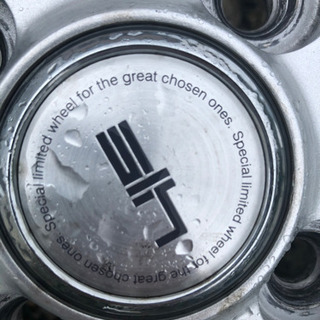 Special limited wheel for the great chosen ones. Special limited wheel for the great chosen ones.